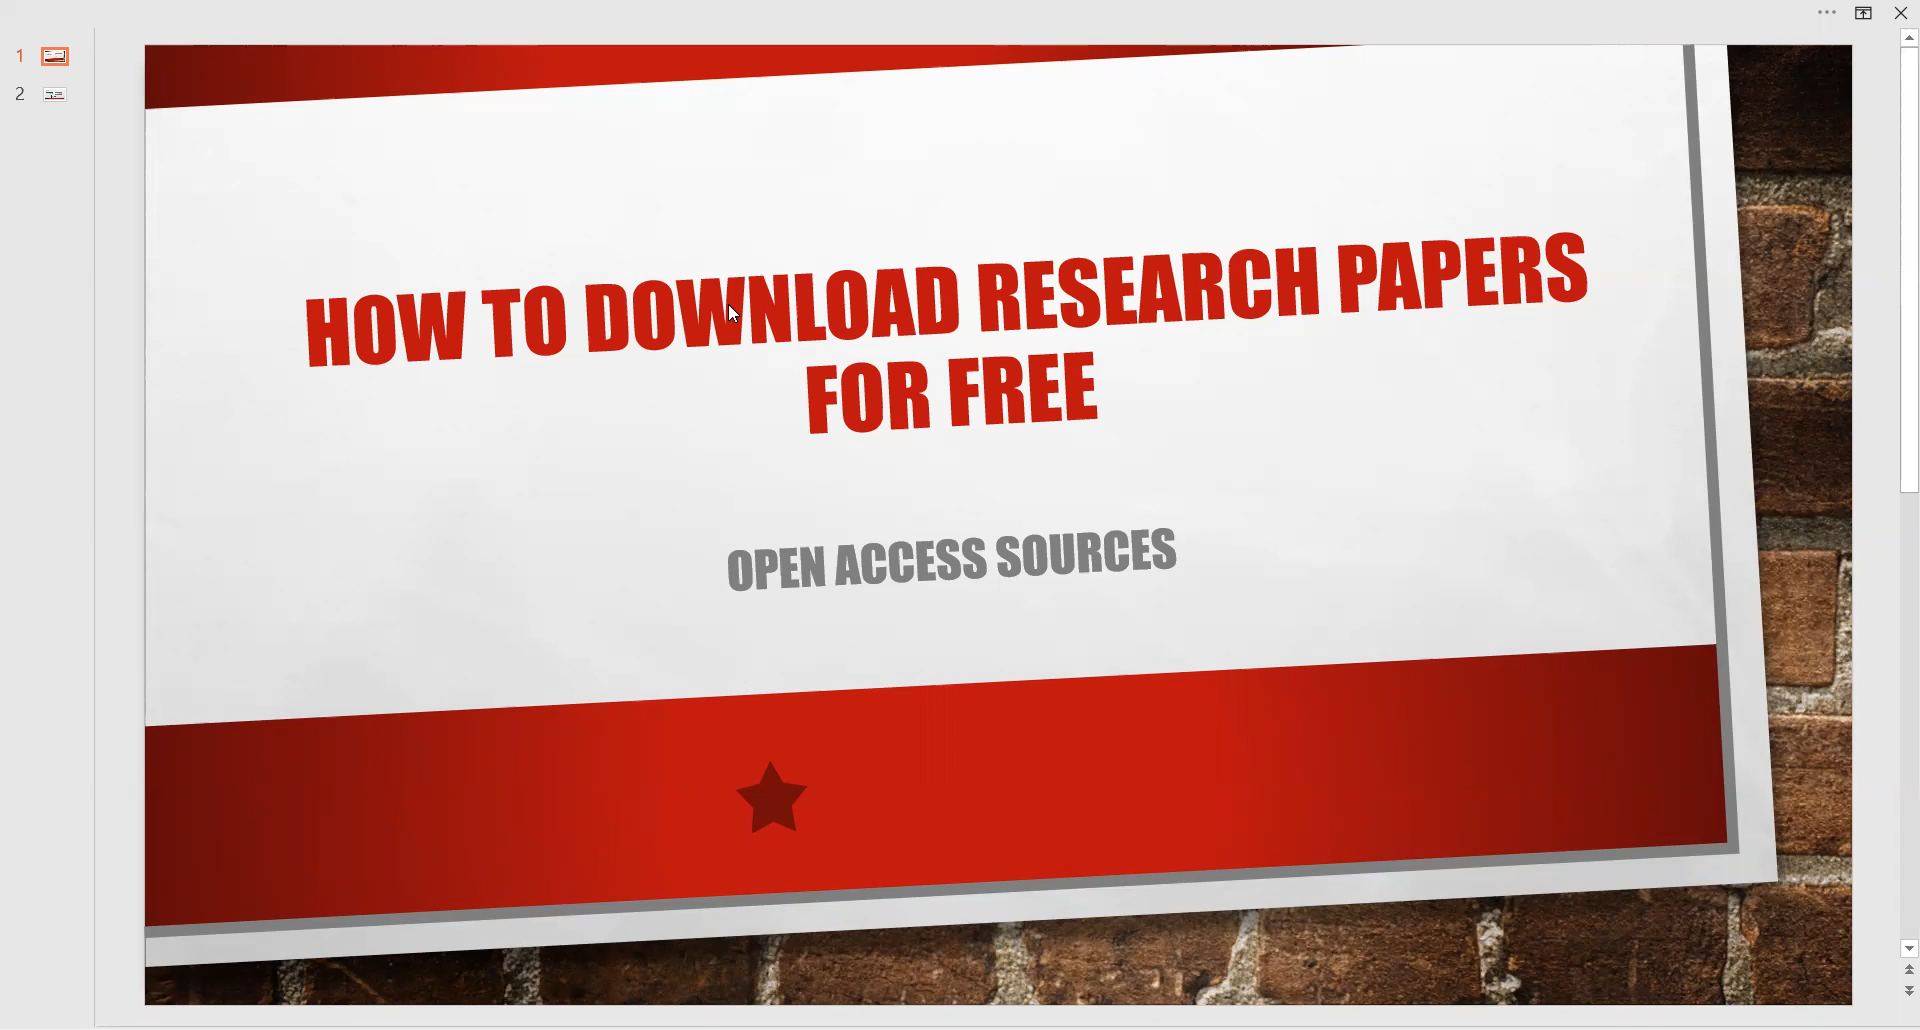 1
2
HOW TO DOWNLOAD RESEARCH PAPERS
FOR FREE
OPEN ACCESS SOURCES